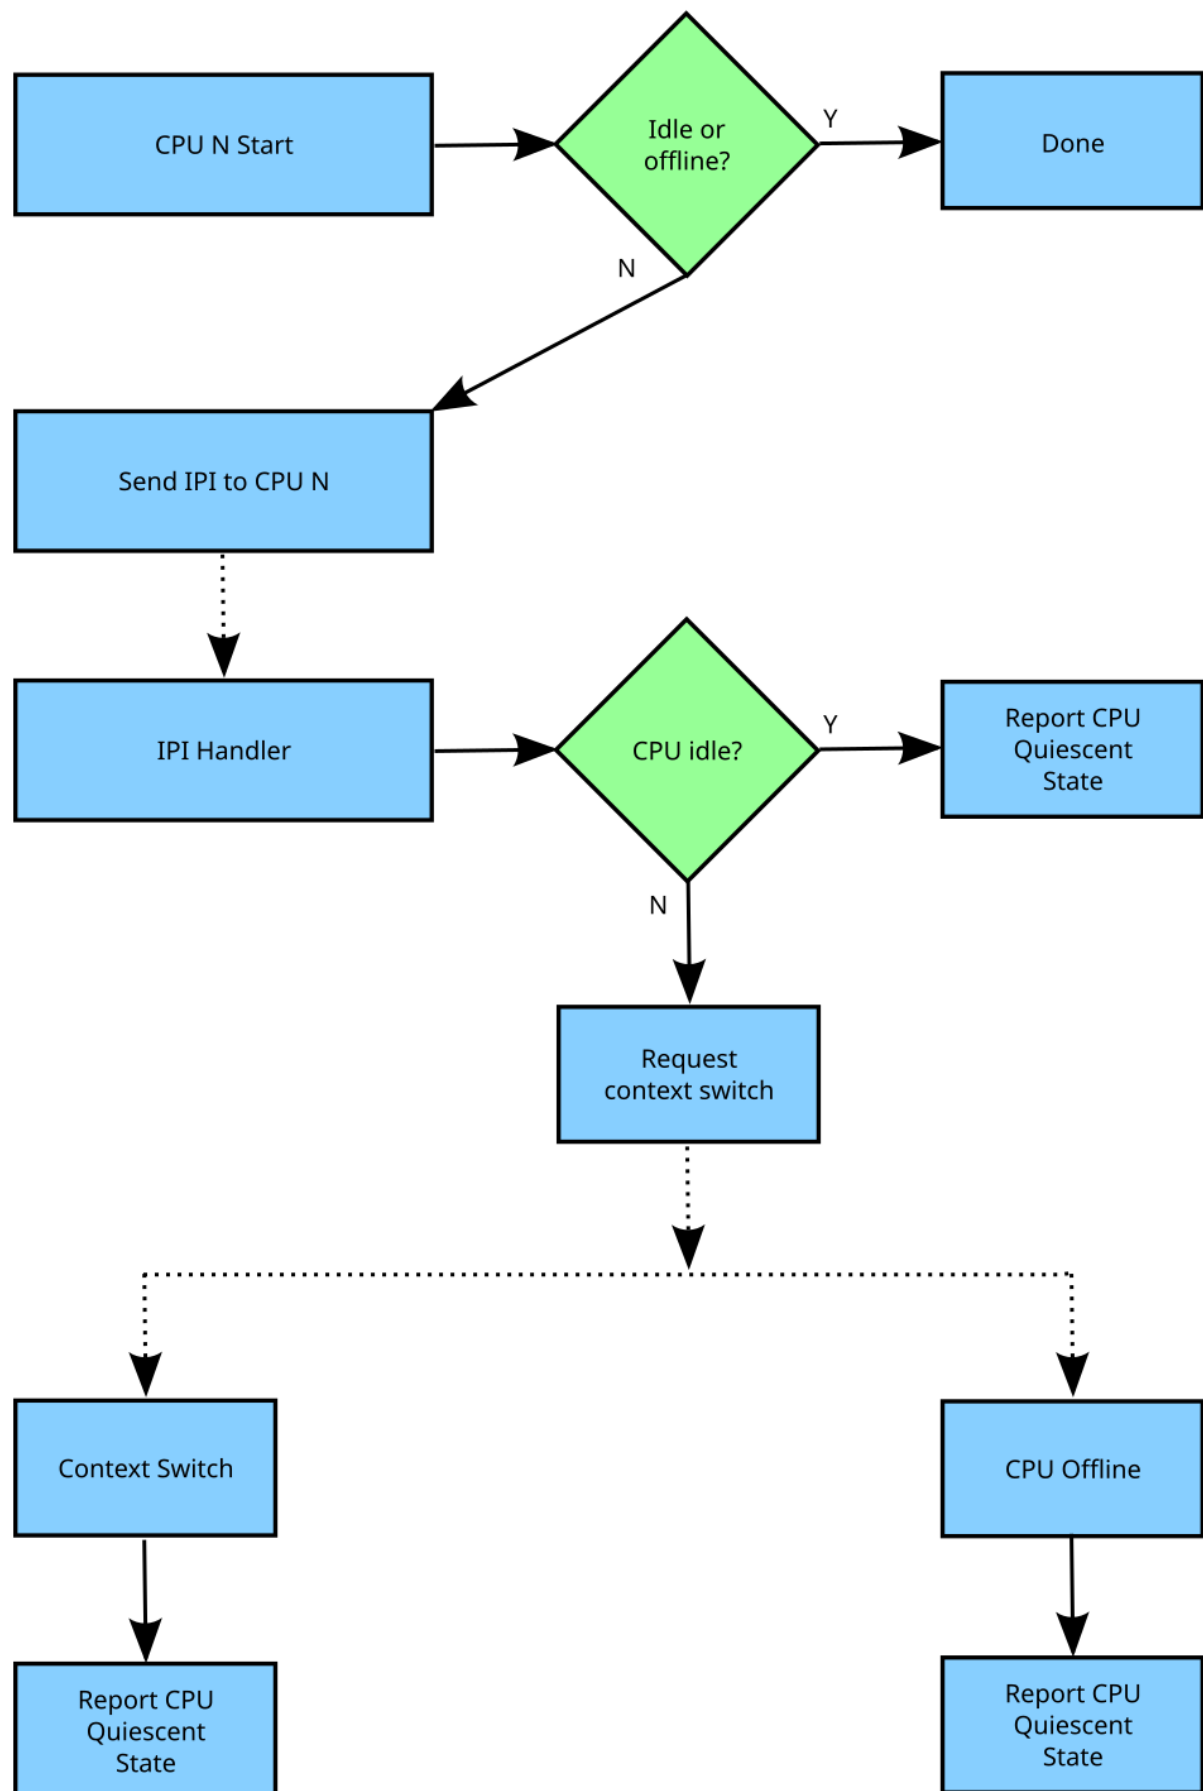 CPU N Start
Idle or
offline?
Y
Done
N
Send IPI to CPU N
IPI Handler
CPU idle?
Y
Report CPU
Quiescent
State
N
Request
context switch
Context Switch
CPU Offline
Report CPU
Quiescent
State
Report CPU
Quiescent
State